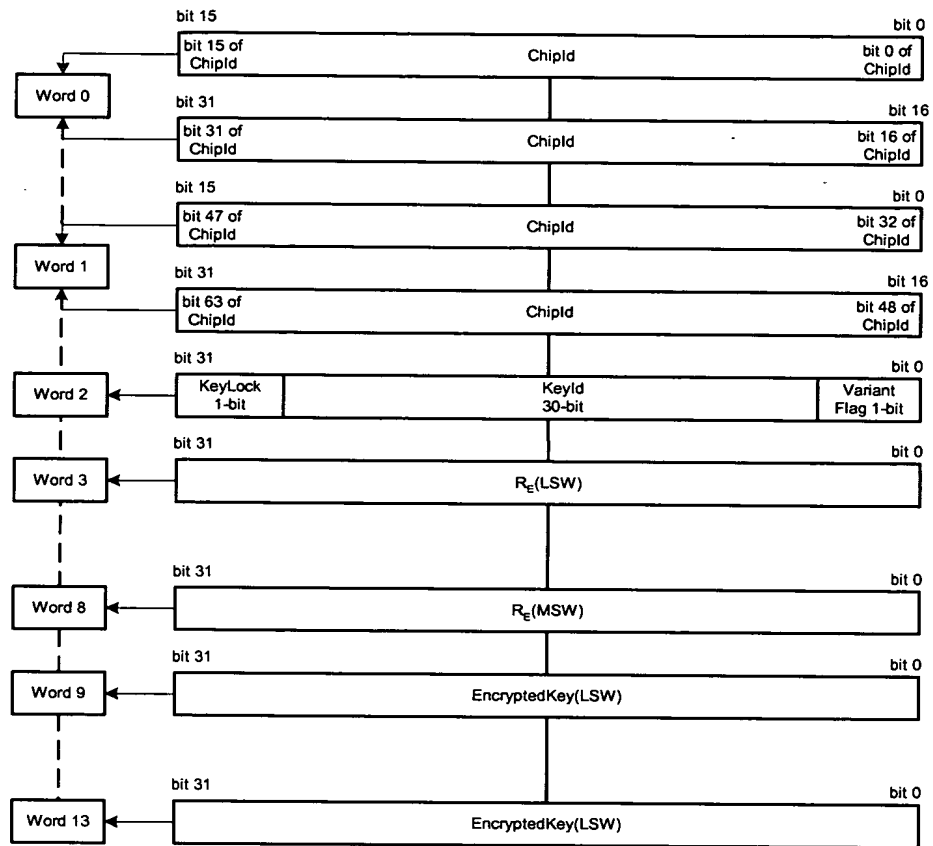 bit 15
bit 0
bit 15 of
ChipId
ChipId
bit 0 of
ChipId
Word 0
bit 31
bit 16
bit 31 of
ChipId
ChipId
bit 16 of
ChipId
bit 15
bit 0
bit 47 of
ChipId
ChipId
bit 32 of
ChipId
Word 1
bit 31
bit 16
bit 63 of
ChipId
ChipId
bit 48 of
ChipId
bit 31
bit 0
Word 2
KeyLock
1-bit
KeyId
30-bit
Variant
Flag 1-bit
bit 31
bit 0
Word 3
R_E(LSW)
bit 31
bit 0
Word 8
R_E(MSW)
bit 31
bit 0
Word 9
EncryptedKey(LSW)
bit 31
bit 0
Word 13
EncryptedKey(LSW)